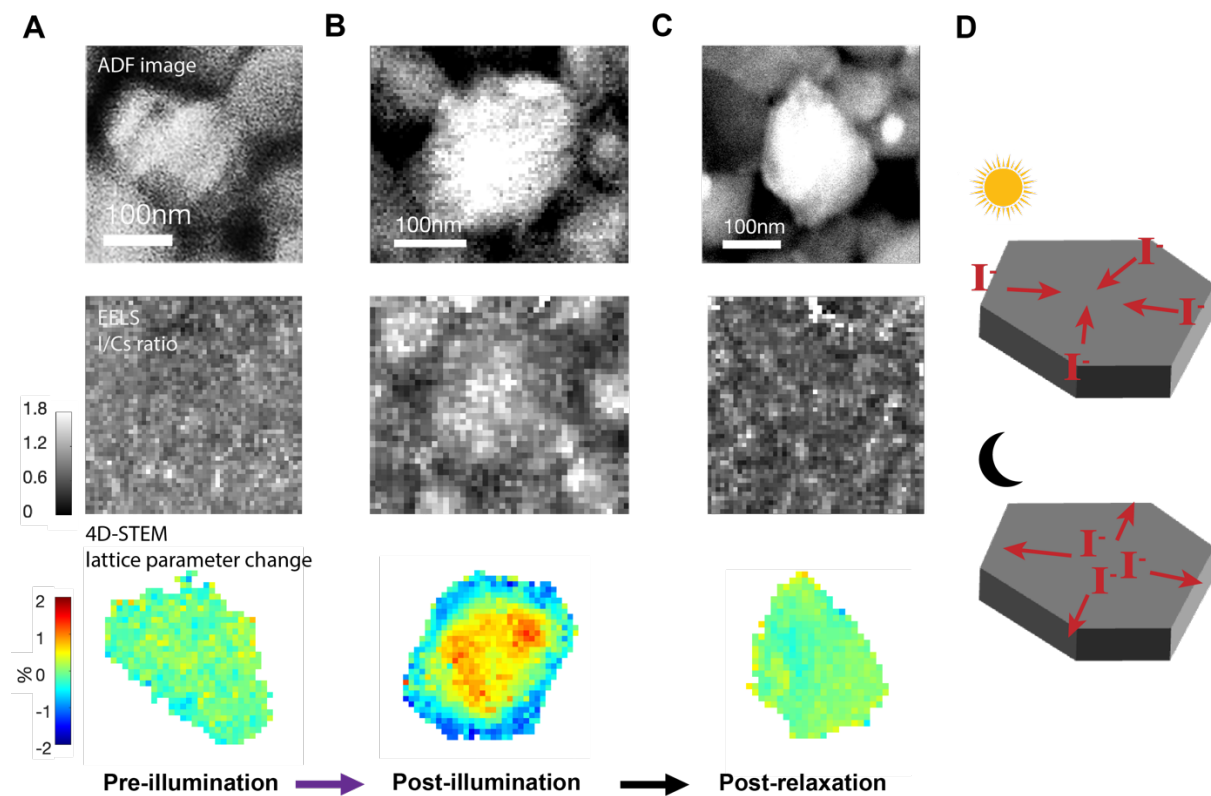 A
B
C
D
ADF image
100nm
100nm
100nm
EELS
I/Cs ratio
1.8
1.2
0.6
0
4D-STEM
lattice parameter change
2
1
0
-1
-2
%
I⁻
I⁻
I⁻
I⁻
I⁻
I⁻
I⁻
I⁻
I⁻
Pre-illumination
Post-illumination
Post-relaxation